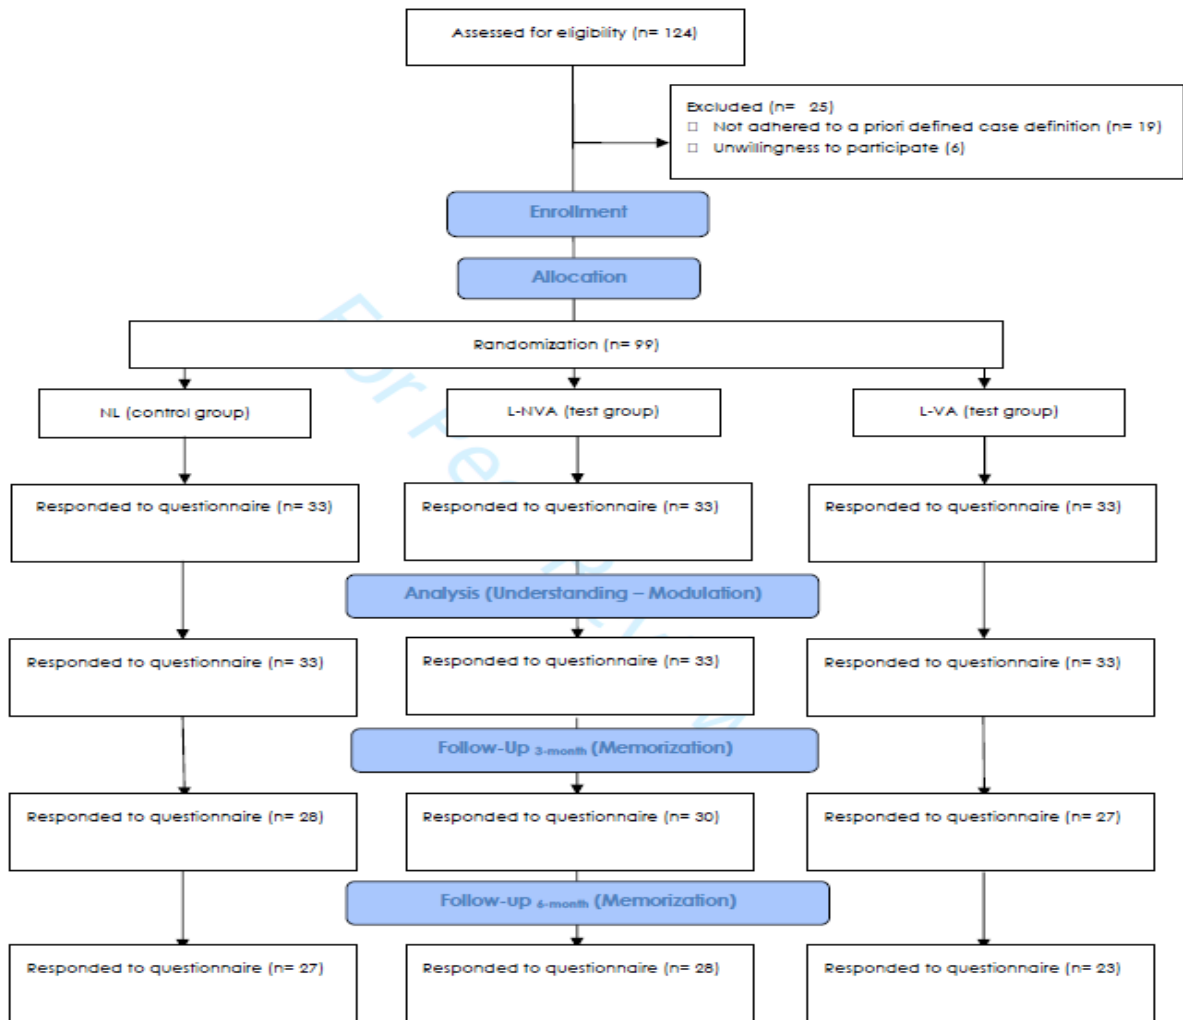 Assessed for eligibility (n= 124)
Excluded (n= 25)
□ Not adhered to a priori defined case definition (n= 19)
□ Unwillingness to participate (6)
Enrollment
Allocation
Randomization (n= 99)
NL (control group)
L-NVA (test group)
L-VA (test group)
Responded to questionnaire (n= 33)
Responded to questionnaire (n= 33)
Responded to questionnaire (n= 33)
Analysis (Understanding – Modulation)
Responded to questionnaire (n= 33)
Responded to questionnaire (n= 33)
Responded to questionnaire (n= 33)
Follow-Up 3-month (Memorization)
Responded to questionnaire (n= 28)
Responded to questionnaire (n= 30)
Responded to questionnaire (n= 27)
Follow-up 6-month (Memorization)
Responded to questionnaire (n= 27)
Responded to questionnaire (n= 28)
Responded to questionnaire (n= 23)